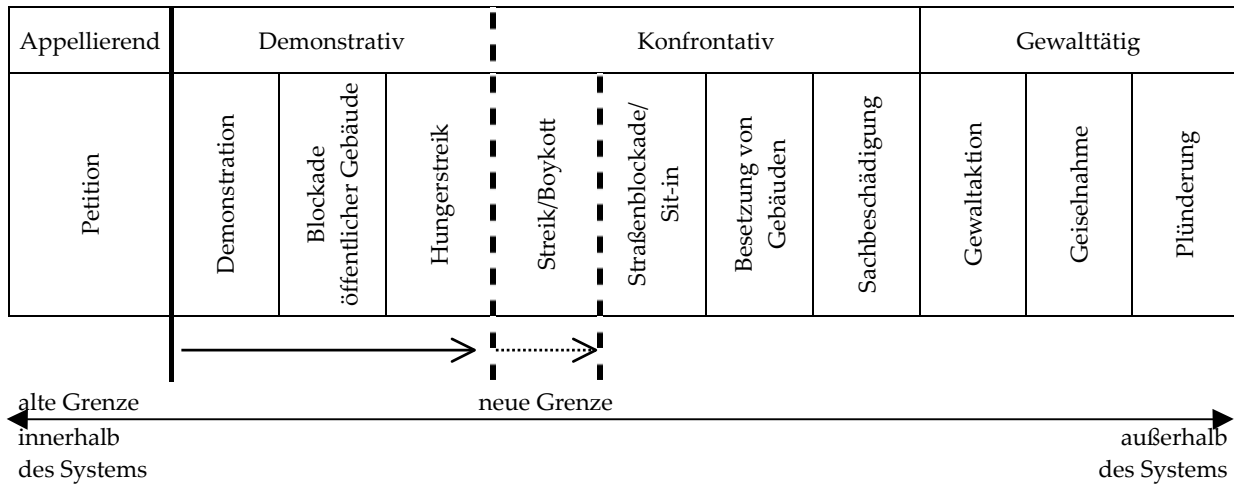 Appellierend
Demonstrativ
Konfrontativ
Gewalttätig
Petition
Demonstration
Blockade
öffentlicher Gebäude
Hungerstreik
Streik/Boykott
Straßenblockade/
Sit-in
Besetzung von
Gebäuden
Sachbeschädigung
Gewaltaktion
Geiselnahme
Plünderung
alte Grenze
neue Grenze
innerhalb
des Systems
außerhalb
des Systems